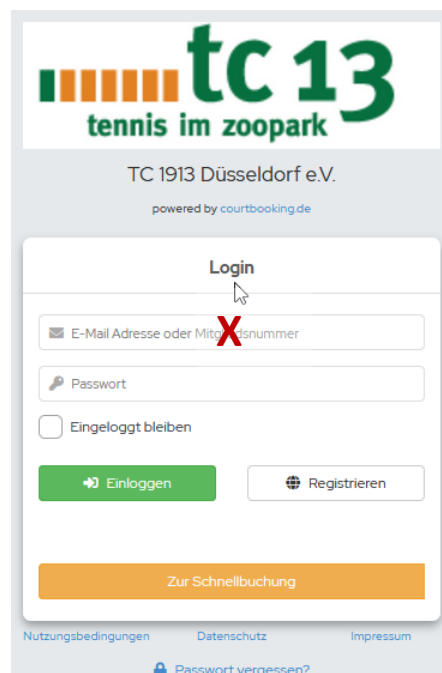 tc 13
tennis im zoopark
TC 1913 Düsseldorf e.V.
powered by courtbooking.de
Login
E-Mail Adresse oder Mitgliedsnummer
X
Passwort
Eingeloggt bleiben
Einloggen
Registrieren
Zur Schnellbuchung
Nutzungsbedingungen Datenschutz Impressum
Passwort vergessen?